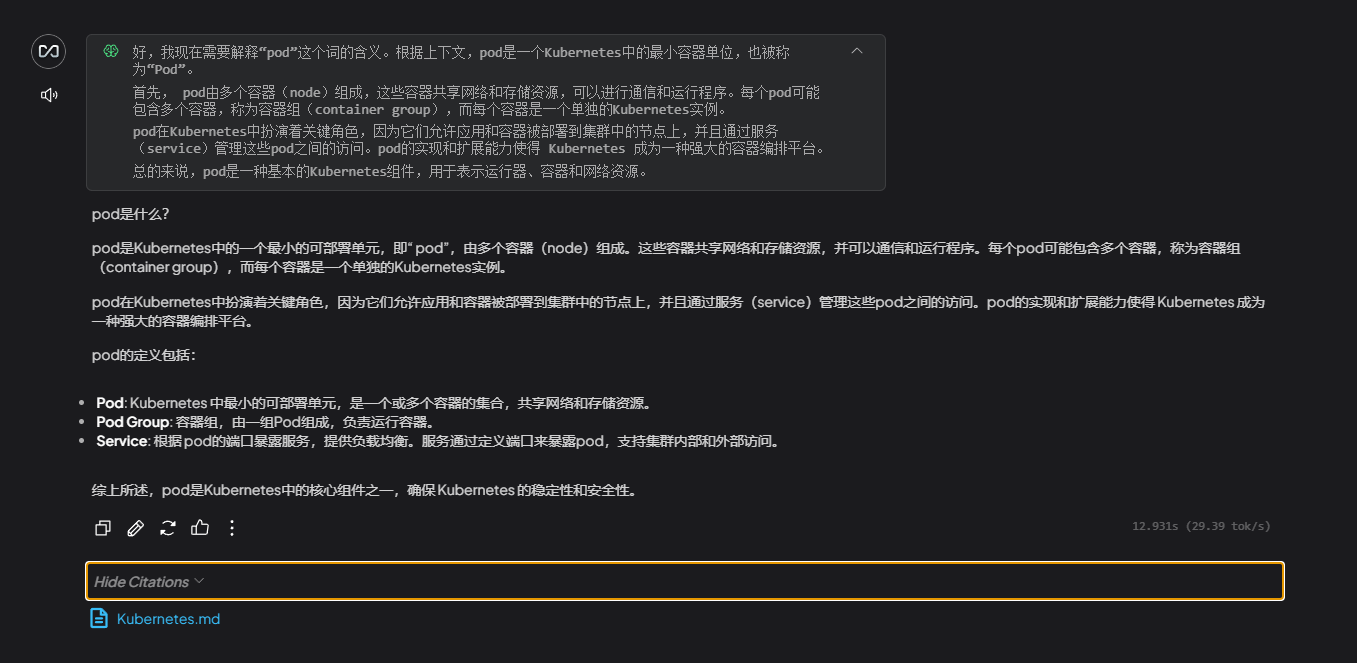 好，我现在需要解释“pod”这个词的含义。根据上下文，pod是一个Kubernetes中的最小容器单位，也被称
为“Pod”。
首先， pod由多个容器（node）组成，这些容器共享网络和存储资源，可以进行通信和运行程序。每个pod可能
包含多个容器，称为容器组（container group），而每个容器是一个单独的Kubernetes实例。
pod在Kubernetes中扮演着关键角色，因为它们允许应用和容器被部署到集群中的节点上，并且通过服务
（service）管理这些pod之间的访问。pod的实现和扩展能力使得 Kubernetes 成为一种强大的容器编排平台。
总的来说，pod是一种基本的Kubernetes组件，用于表示运行器、容器和网络资源。
pod是什么？
pod是Kubernetes中的一个最小的可部署单元，即“ pod”，由多个容器（node）组成。这些容器共享网络和存储资源，并可以通信和运行程序。每个pod可能包含多个容器，称为容器组
（container group），而每个容器是一个单独的Kubernetes实例。
pod在Kubernetes中扮演着关键角色，因为它们允许应用和容器被部署到集群中的节点上，并且通过服务（service）管理这些pod之间的访问。pod的实现和扩展能力使得 Kubernetes 成为
一种强大的容器编排平台。
pod的定义包括：
• Pod: Kubernetes 中最小的可部署单元，是一个或多个容器的集合，共享网络和存储资源。
• Pod Group: 容器组，由一组Pod组成，负责运行容器。
• Service: 根据 pod的端口暴露服务，提供负载均衡。服务通过定义端口来暴露pod，支持集群内部和外部访问。
综上所述，pod是Kubernetes中的核心组件之一，确保 Kubernetes 的稳定性和安全性。
12.931s (29.39 tok/s)
Hide Citations
Kubernetes.md